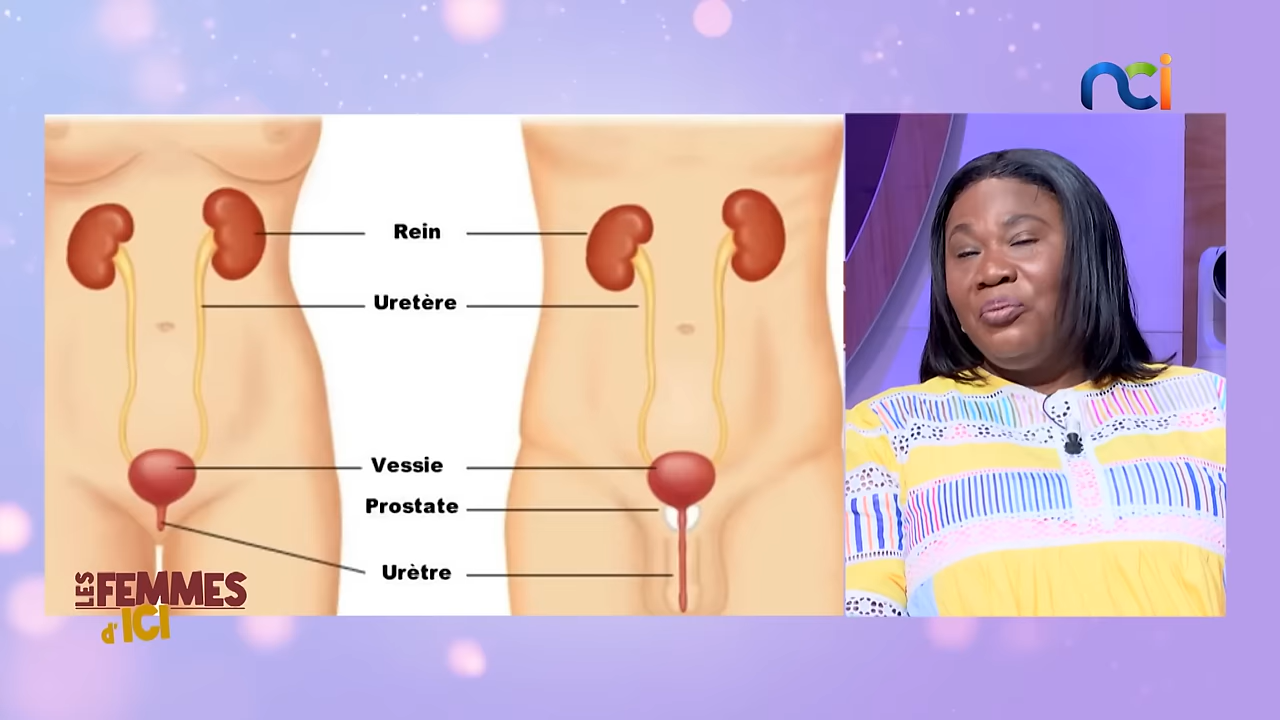 nci
Rein
Uretère
Vessie
Prostate
Urètre
LES FEMMES
d'ICI